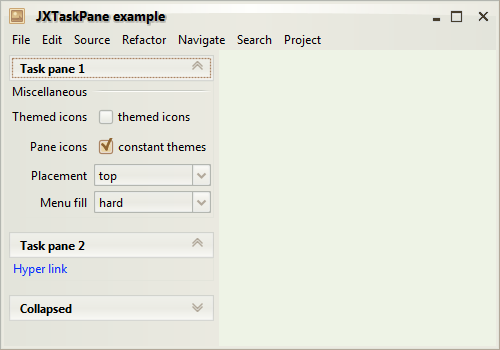 JXTaskPane example
File Edit Source Refactor Navigate Search Project
Task pane 1
Miscellaneous
Themed icons themed icons
Pane icons constant themes
Placement top
Menu fill hard
Task pane 2
Hyper link
Collapsed